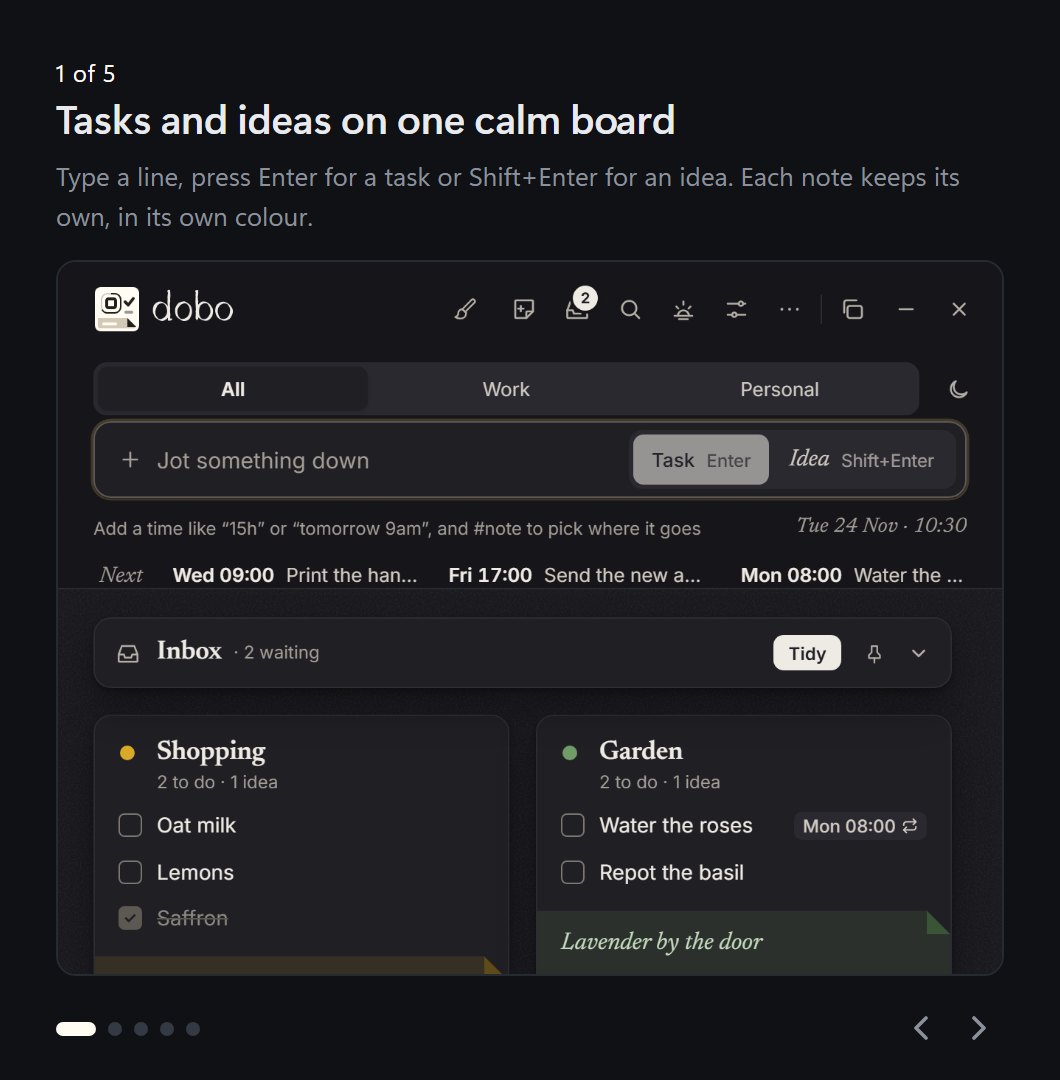 1 of 5
Tasks and ideas on one calm board
Type a line, press Enter for a task or Shift+Enter for an idea. Each note keeps its
own, in its own colour.
dobo
2
All Work Personal
Jot something down Task Enter Idea Shift+Enter
Add a time like “15h” or “tomorrow 9am”, and #note to pick where it goes Tue 24 Nov · 10:30
Next Wed 09:00 Print the han... Fri 17:00 Send the new a... Mon 08:00 Water the ...
Inbox · 2 waiting Tidy
Shopping
2 to do · 1 idea
Oat milk
Lemons
Saffron
Garden
2 to do · 1 idea
Water the roses Mon 08:00
Repot the basil
Lavender by the door